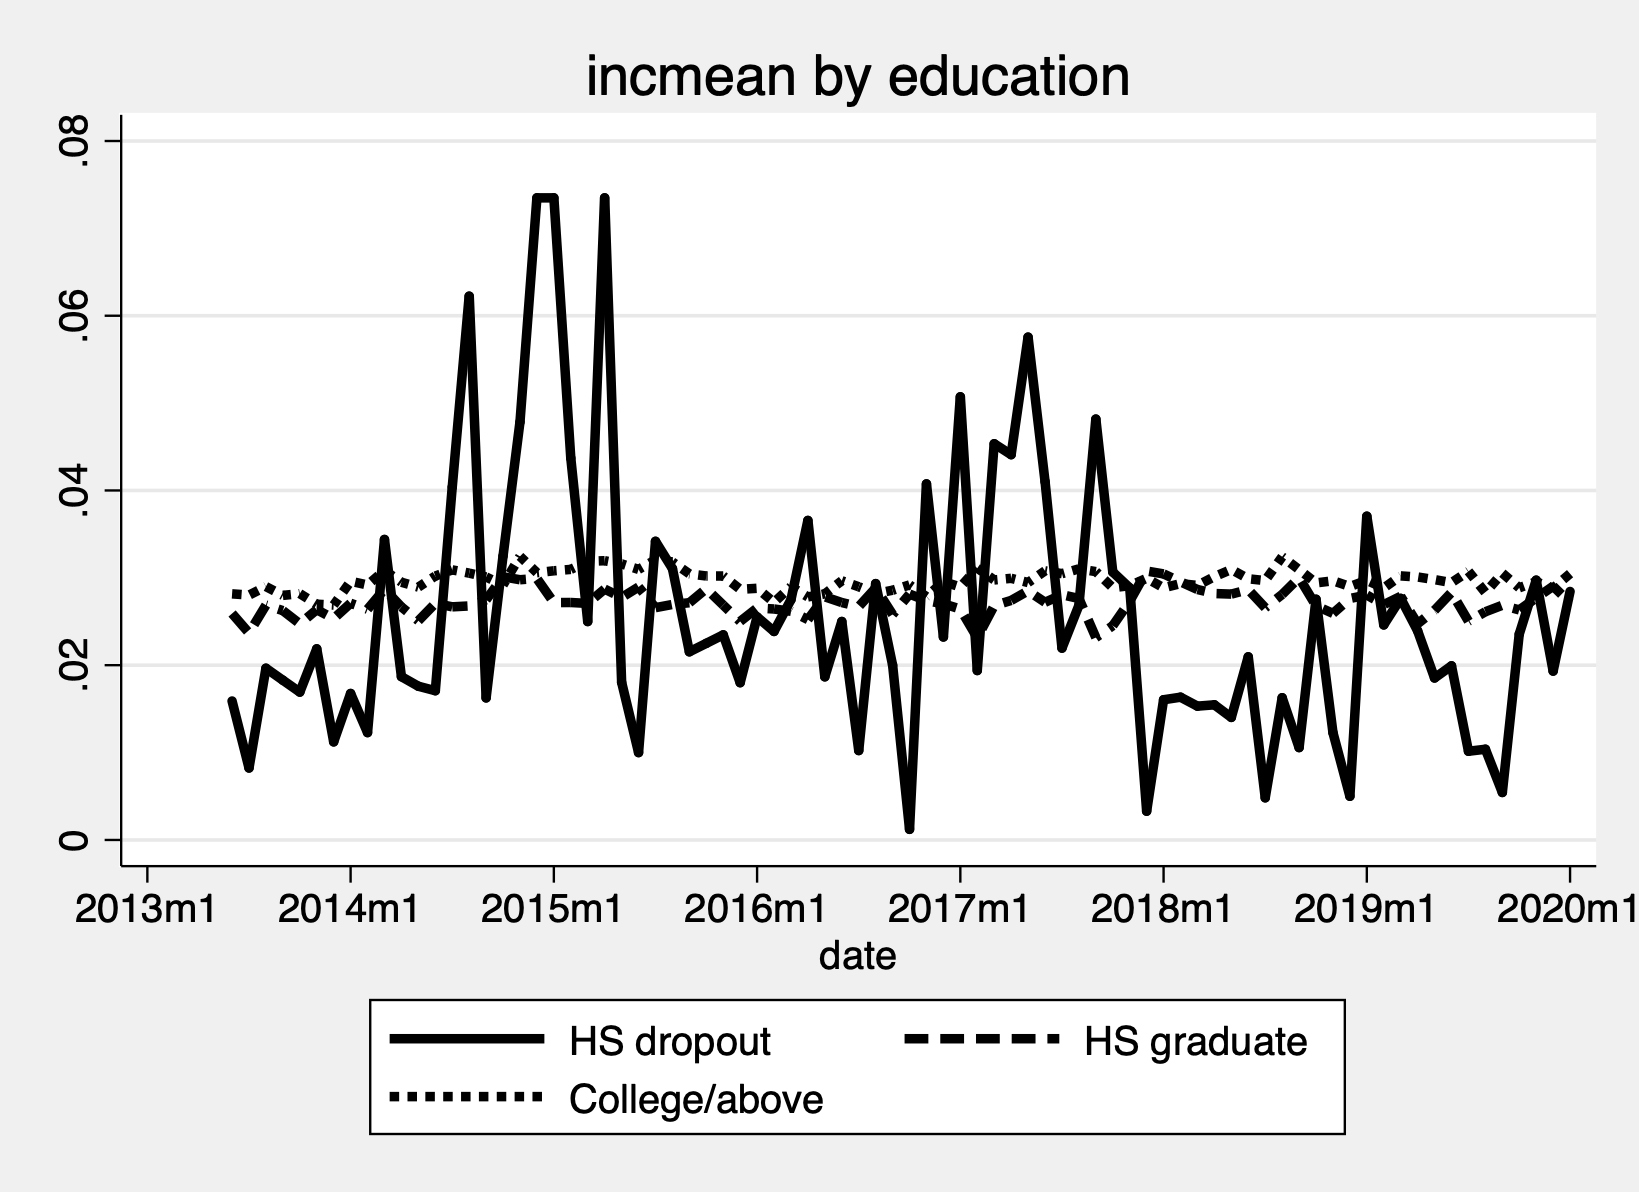 incmean by education
.08
.06
.04
.02
0
2013m1 2014m1 2015m1 2016m1 2017m1 2018m1 2019m1 2020m1
date
HS dropout HS graduate
College/above